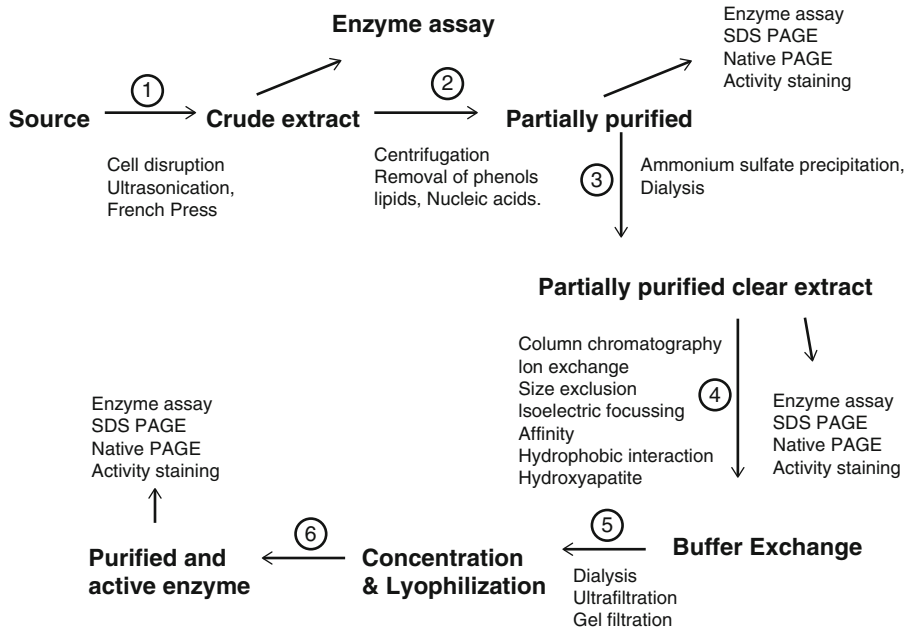 Enzyme assay
Enzyme assay
SDS PAGE
Native PAGE
Activity staining
1
2
Source
Crude extract
Partially purified
Cell disruption
Ultrasonication,
French Press
Centrifugation
Removal of phenols
lipids, Nucleic acids.
3
Ammonium sulfate precipitation,
Dialysis
Partially purified clear extract
Column chromatography
Ion exchange
Size exclusion
Isoelectric focussing
Affinity
Hydrophobic interaction
Hydroxyapatite
4
Enzyme assay
SDS PAGE
Native PAGE
Activity staining
Buffer Exchange
5
Dialysis
Ultrafiltration
Gel filtration
Concentration
& Lyophilization
6
Purified and
active enzyme
Enzyme assay
SDS PAGE
Native PAGE
Activity staining